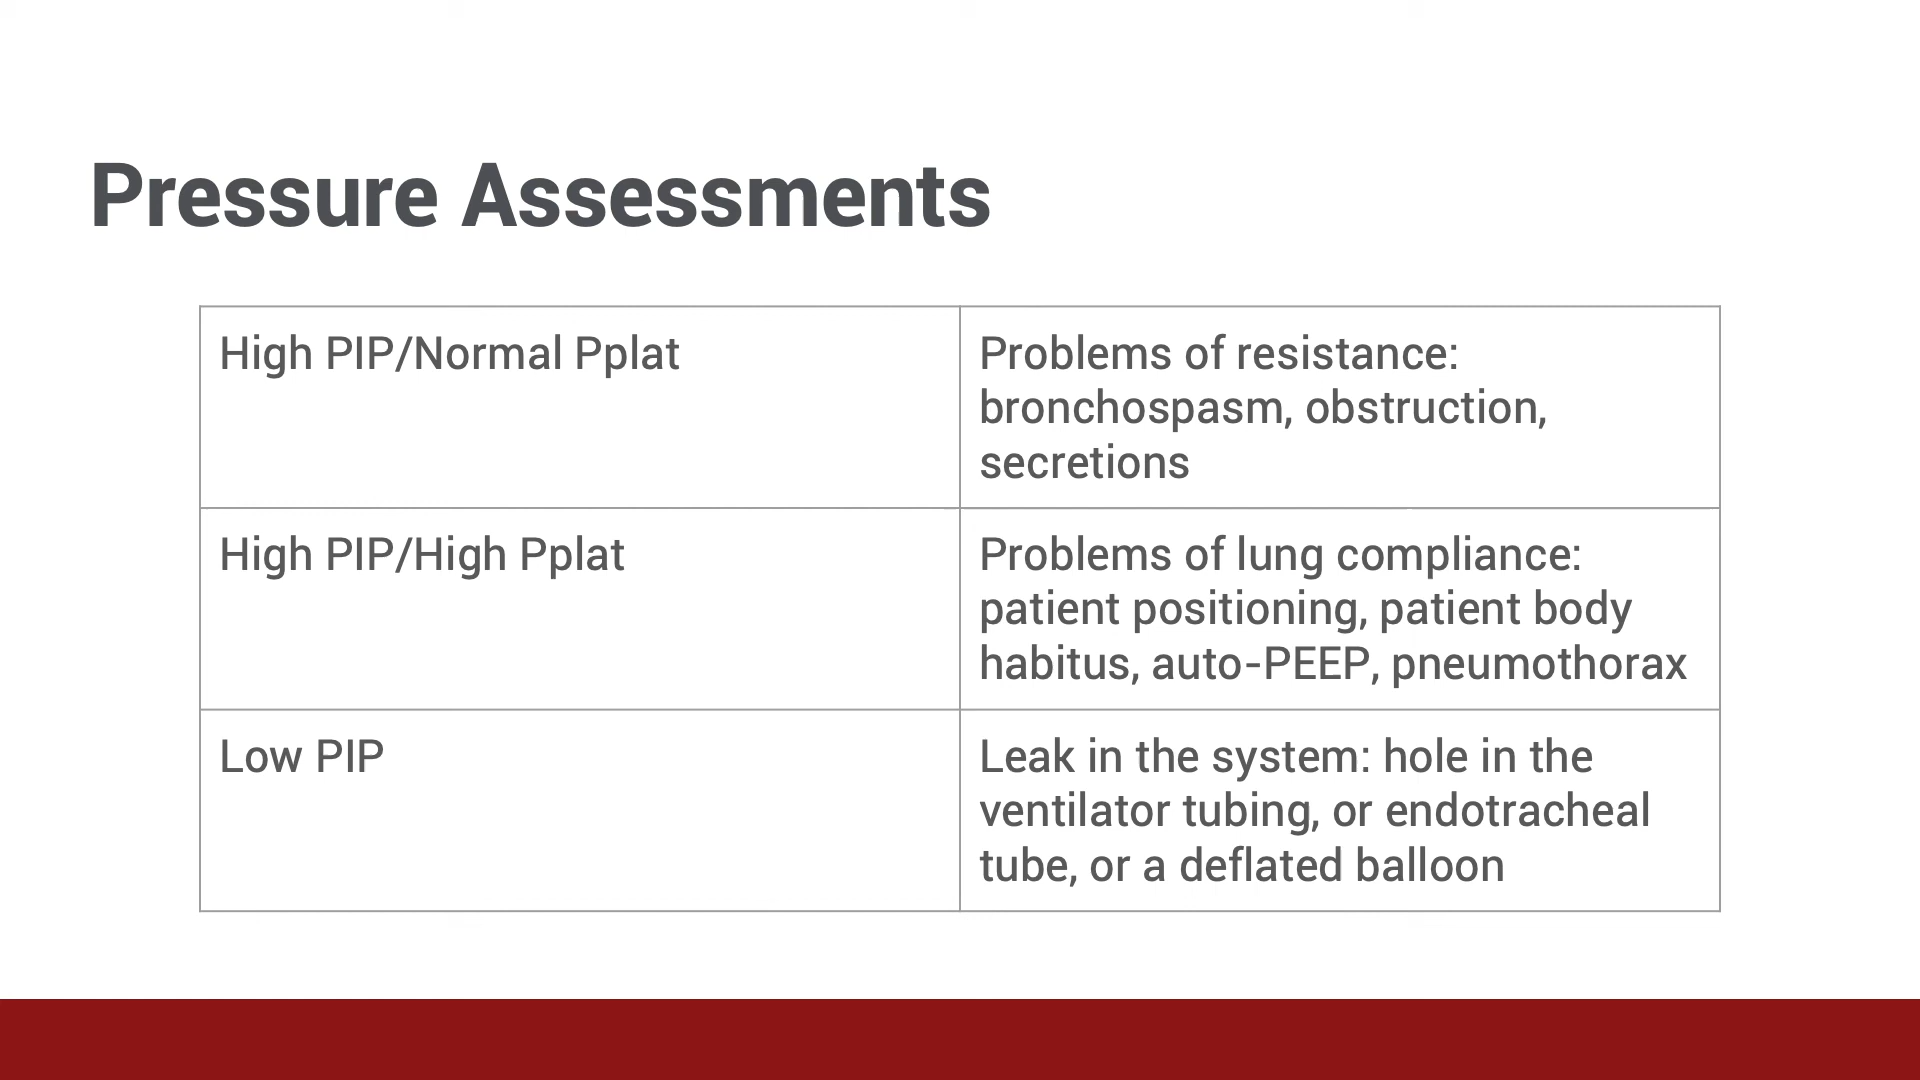 Pressure Assessments
High PIP/Normal Pplat
Problems of resistance:
bronchospasm, obstruction,
secretions
High PIP/High Pplat
Problems of lung compliance:
patient positioning, patient body
habitus, auto-PEEP, pneumothorax
Low PIP
Leak in the system: hole in the
ventilator tubing, or endotracheal
tube, or a deflated balloon